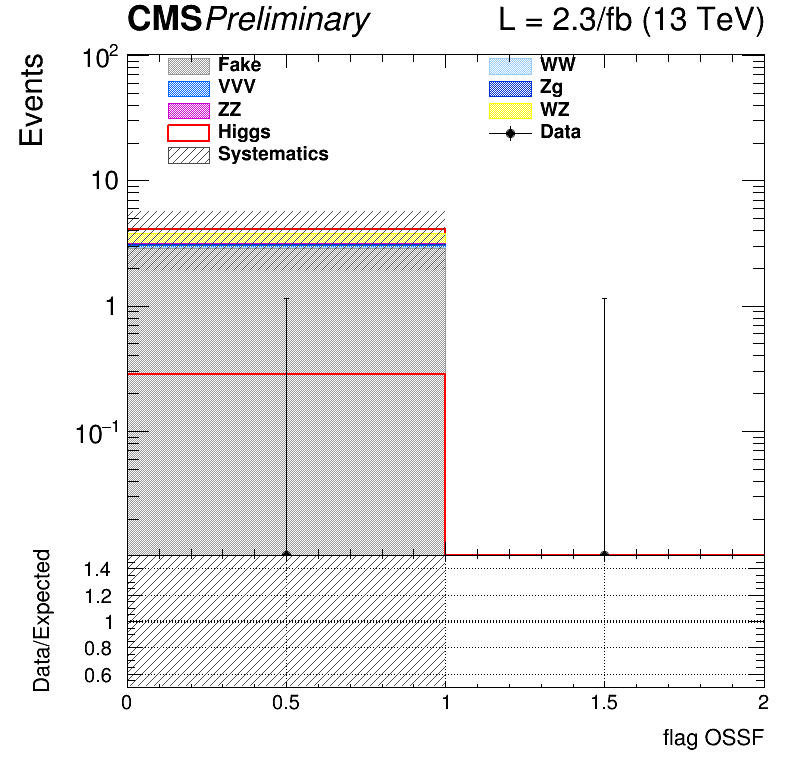 CMSPreliminary L = 2.3/fb (13 TeV)
Events
10²
10
1
10⁻¹
Fake WW
VVV Zg
ZZ WZ
Higgs Data
Systematics
Data/Expected
1.4
1.2
1
0.8
0.6
0 0.5 1 1.5 2
flag OSSF